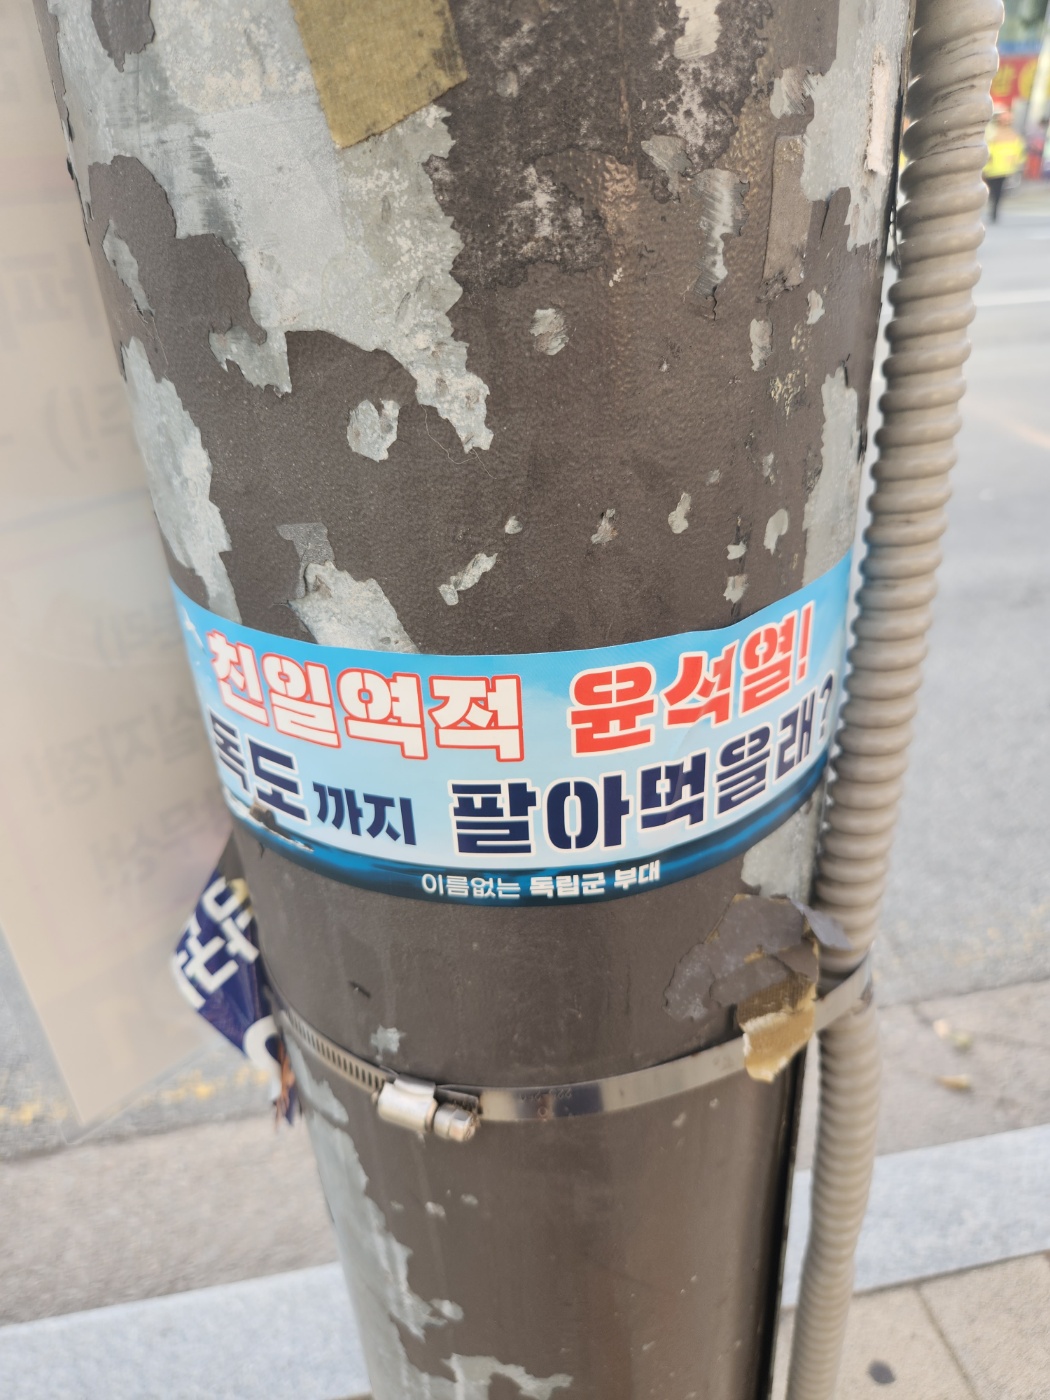 친일역적 윤석열!
독도까지 팔아먹을래?
이름없는 독립군 부대